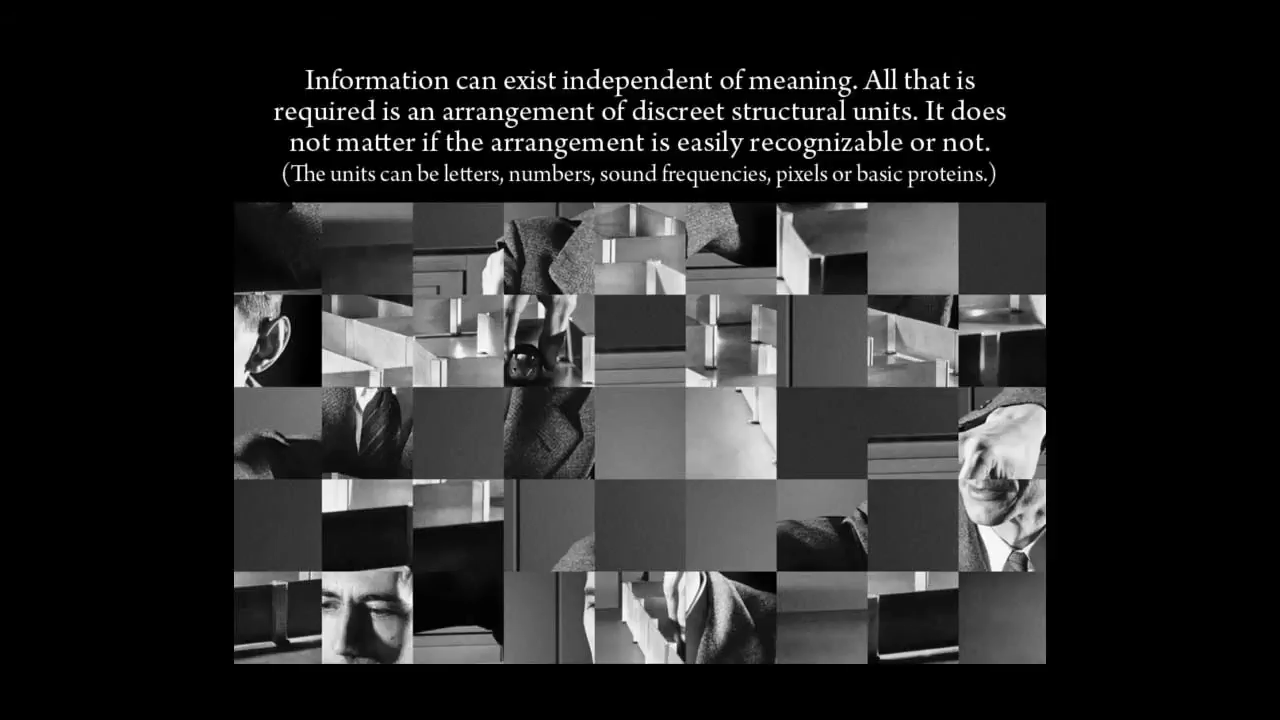 Information can exist independent of meaning. All that is
required is an arrangement of discreet structural units. It does
not matter if the arrangement is easily recognizable or not.
(The units can be letters, numbers, sound frequencies, pixels or basic proteins.)